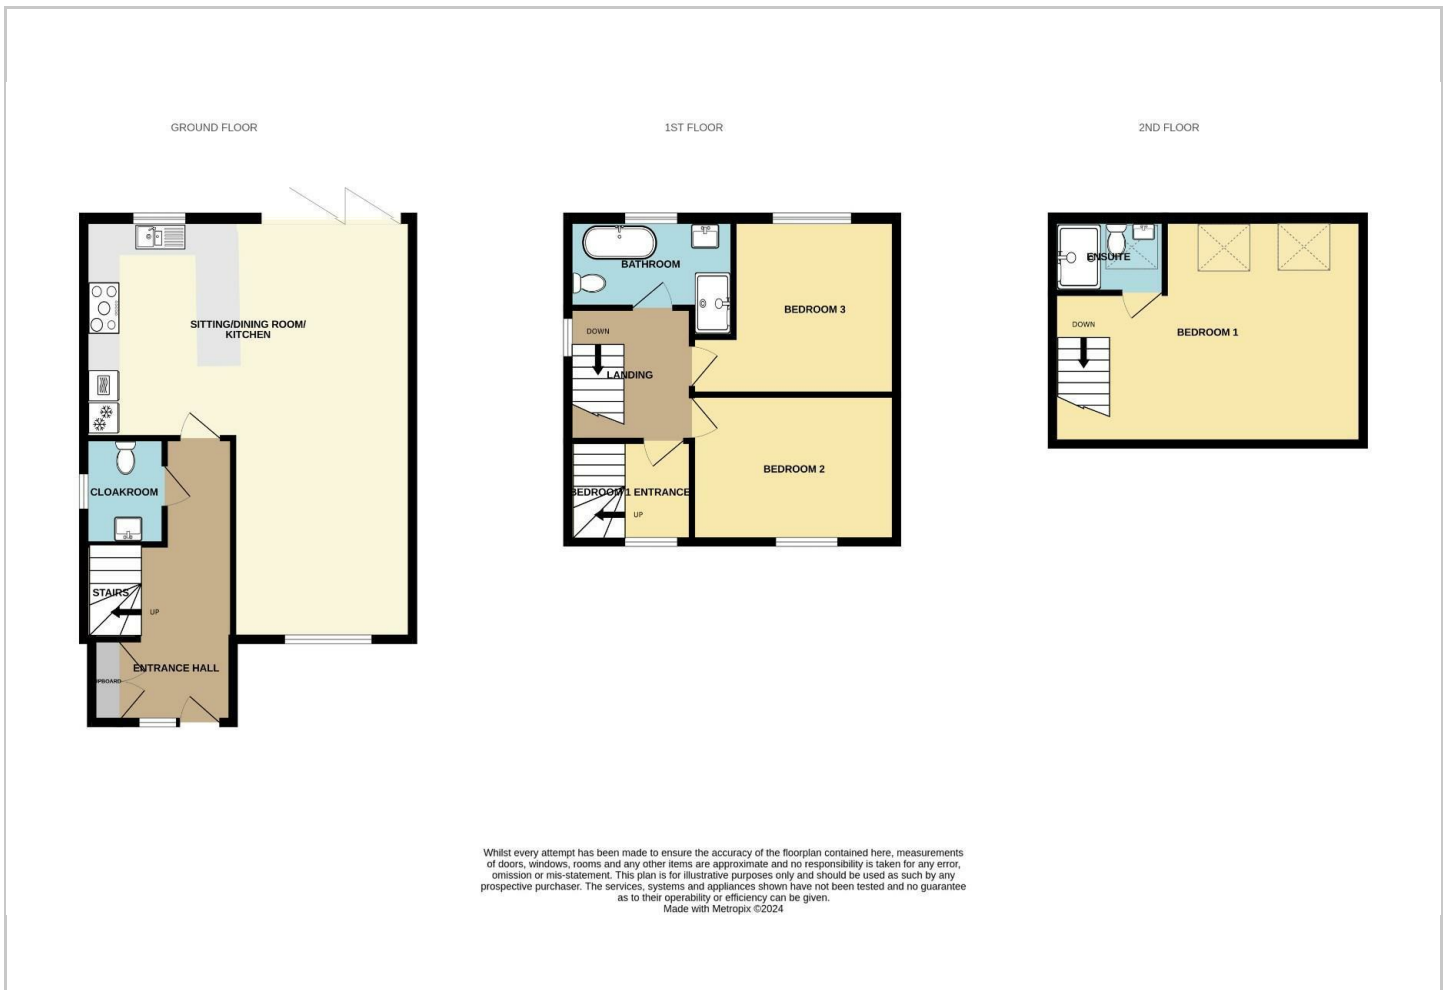 GROUND FLOOR
1ST FLOOR
2ND FLOOR
SITTING/DINING ROOM/
KITCHEN
CLOAKROOM
STAIRS
UP
ENTRANCE HALL
UPBOARD
BATHROOM
BEDROOM 3
DOWN
LANDING
BEDROOM 2
BEDROOM 1 ENTRANCE
UP
ENSUITE
DOWN
BEDROOM 1
Whilst every attempt has been made to ensure the accuracy of the floorplan contained here, measurements
of doors, windows, rooms and any other items are approximate and no responsibility is taken for any error,
omission or mis-statement. This plan is for illustrative purposes only and should be used as such by any
prospective purchaser. The services, systems and appliances shown have not been tested and no guarantee
as to their operability or efficiency can be given.
Made with Metropix ©2024